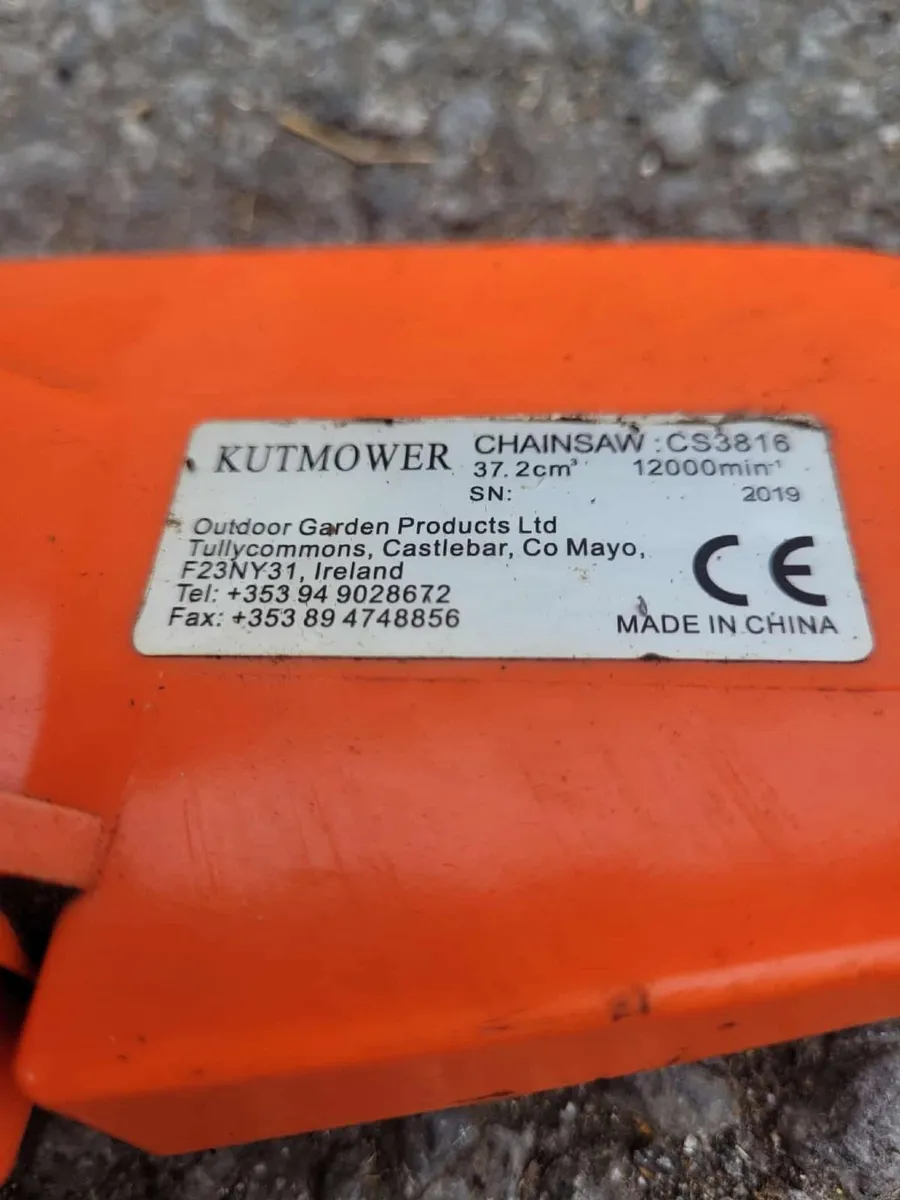 KUTMOWER
CHAINSAW :CS3816
37.2cm³ 12000min⁻¹
SN: 2019
Outdoor Garden Products Ltd
Tullycommons, Castlebar, Co Mayo,
F23NY31, Ireland
Tel: +353 94 9028672
Fax: +353 89 4748856
CE
MADE IN CHINA